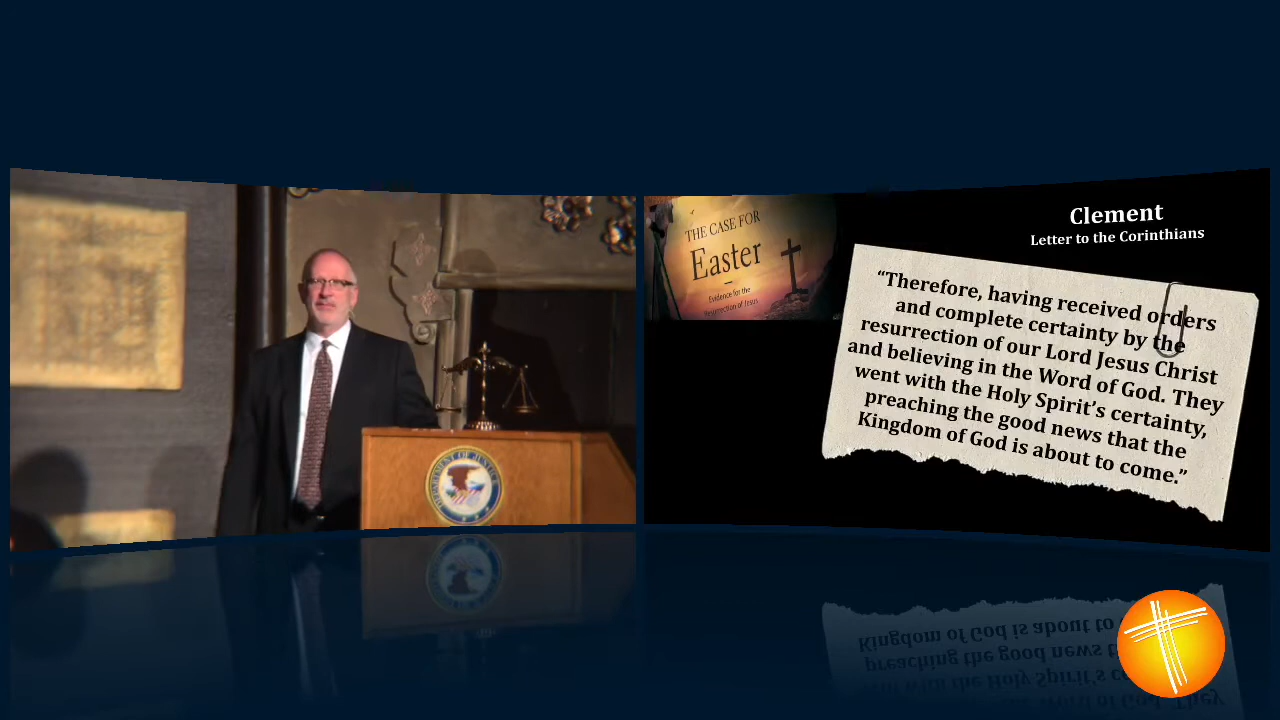 THE CASE FOR
Easter
Evidence for the
Resurrection of Jesus
Clement
Letter to the Corinthians
“Therefore, having received orders
and complete certainty by the
resurrection of our Lord Jesus Christ
and believing in the Word of God. They
went with the Holy Spirit’s certainty,
preaching the good news that the
Kingdom of God is about to come.”
DEPARTMENT OF JUSTICE